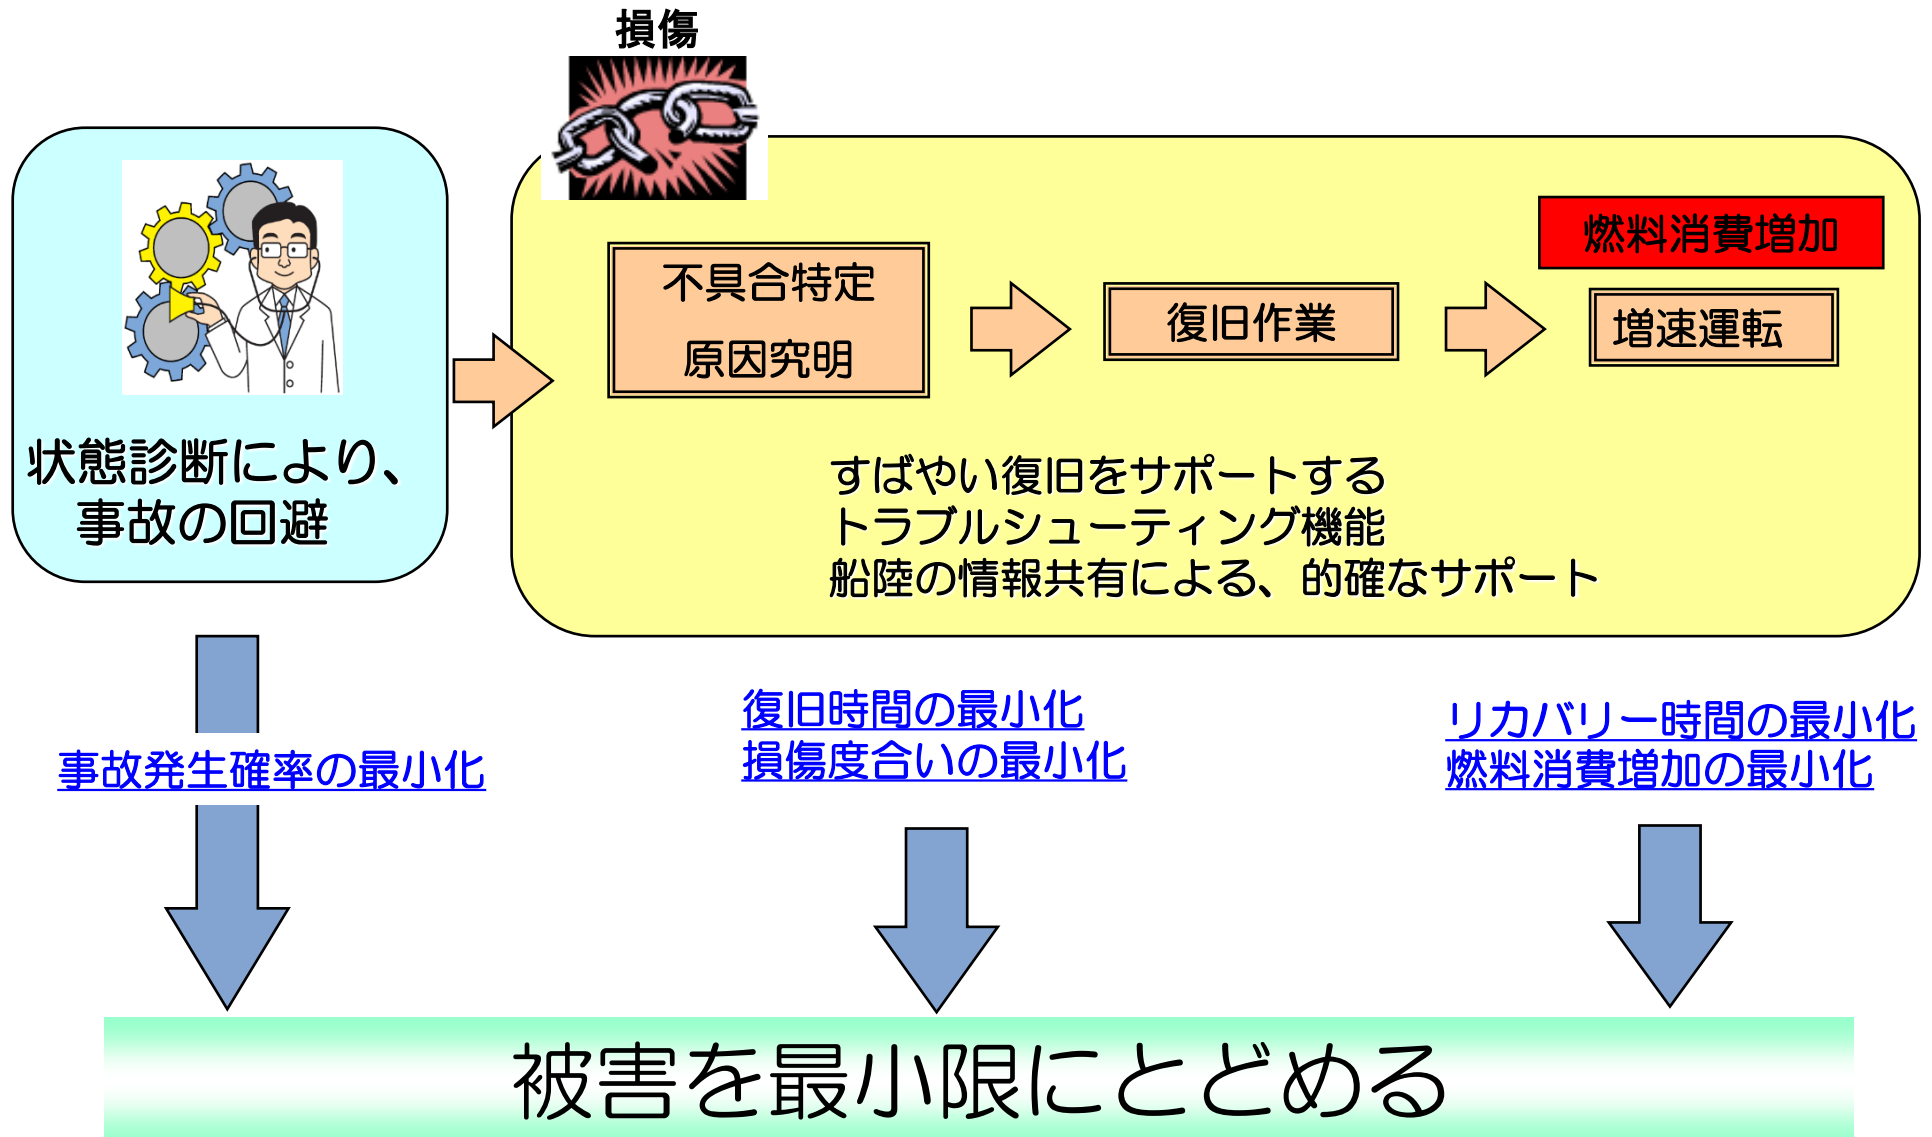 損傷
状態診断により、
事故の回避
不具合特定
原因究明
復旧作業
燃料消費増加
増速運転
すばやい復旧をサポートする
トラブルシューティング機能
船陸の情報共有による、的確なサポート
事故発生確率の最小化
復旧時間の最小化
損傷度合いの最小化
リカバリー時間の最小化
燃料消費増加の最小化
被害を最小限にとどめる